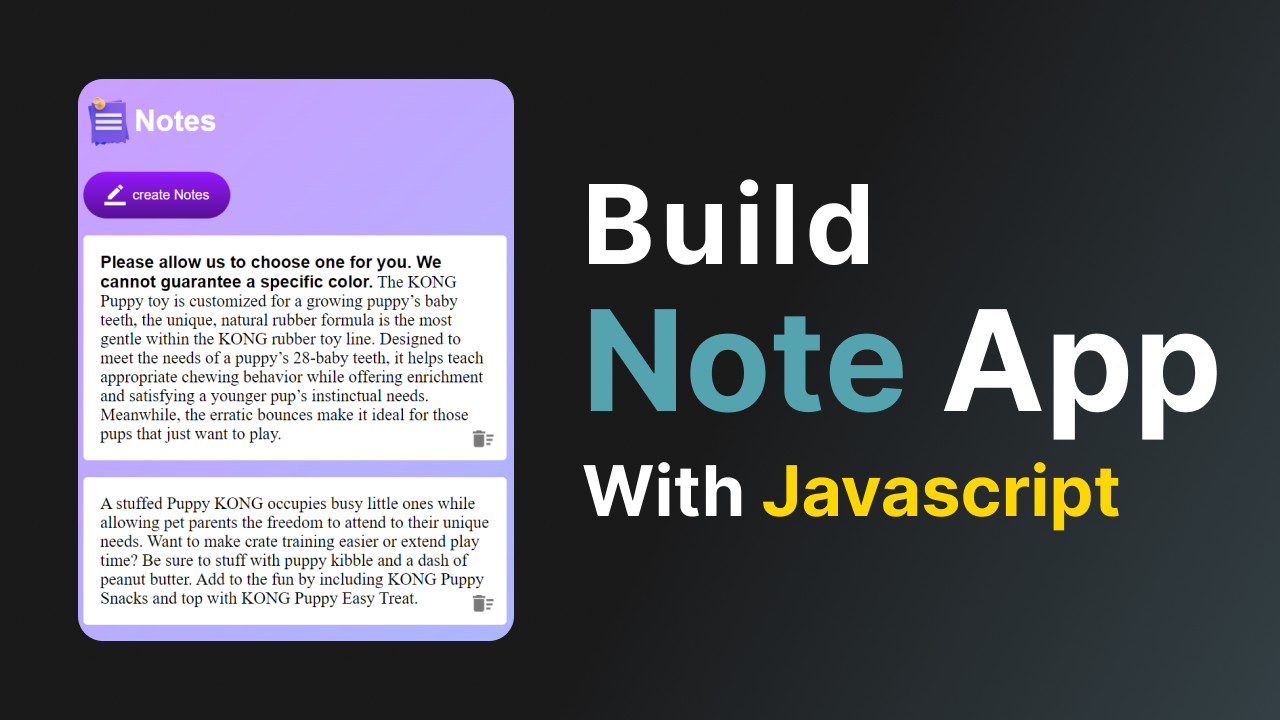 Notes
create Notes
Please allow us to choose one for you. We
cannot guarantee a specific color. The KONG
Puppy toy is customized for a growing puppy’s baby
teeth, the unique, natural rubber formula is the most
gentle within the KONG rubber toy line. Designed to
meet the needs of a puppy’s 28-baby teeth, it helps teach
appropriate chewing behavior while offering enrichment
and satisfying a younger pup’s instinctual needs.
Meanwhile, the erratic bounces make it ideal for those
pups that just want to play.
A stuffed Puppy KONG occupies busy little ones while
allowing pet parents the freedom to attend to their unique
needs. Want to make crate training easier or extend play
time? Be sure to stuff with puppy kibble and a dash of
peanut butter. Add to the fun by including KONG Puppy
Snacks and top with KONG Puppy Easy Treat.
Build
Note App
With Javascript